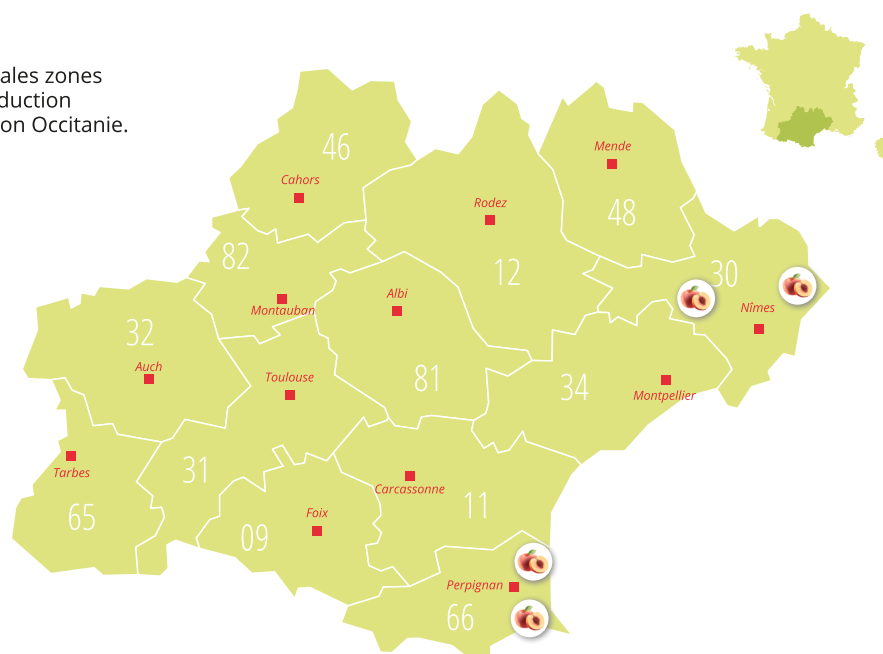 ales zones
duction
on Occitanie.
46
Cahors
Mende
48
Rodez
12
82
Montauban
30
Nîmes
Albi
81
32
Auch
Toulouse
34
Montpellier
31
Tarbes
65
Carcassonne
11
Foix
09
Perpignan
66